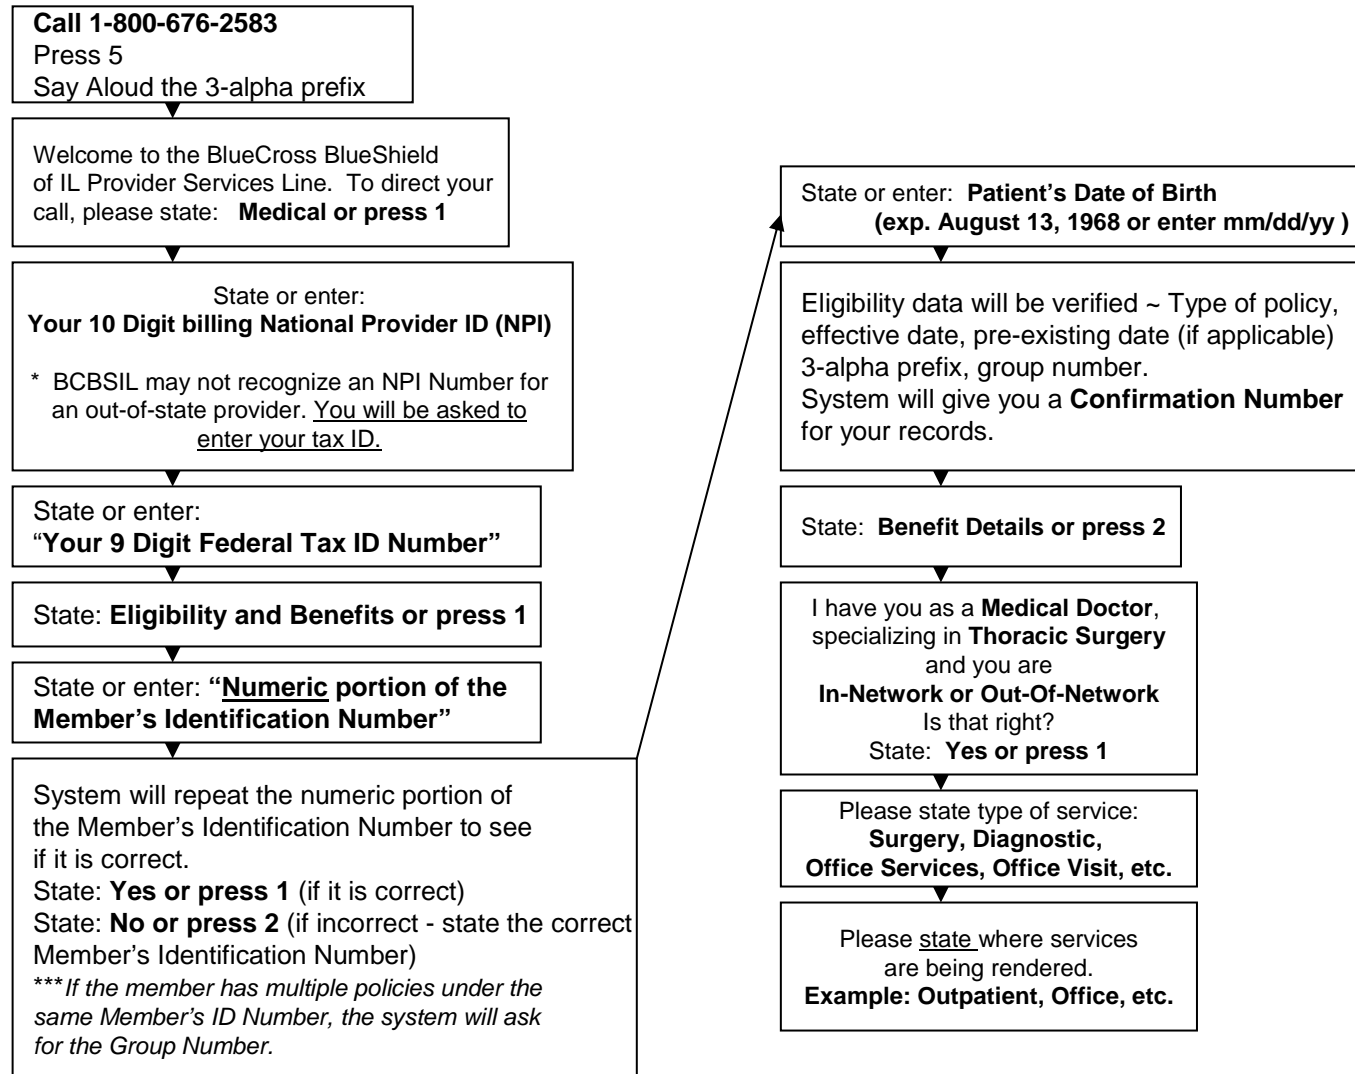 Call 1-800-676-2583
Press 5
Say Aloud the 3-alpha prefix
Welcome to the BlueCross BlueShield
of IL Provider Services Line.  To direct your
call, please state:   Medical or press 1
State or enter:
Your 10 Digit billing National Provider ID (NPI)
*  BCBSIL may not recognize an NPI Number for
an out-of-state provider. You will be asked to
enter your tax ID.
State or enter:
“Your 9 Digit Federal Tax ID Number”
State: Eligibility and Benefits or press 1
State or enter: “Numeric portion of the
Member’s Identification Number”
System will repeat the numeric portion of
the Member’s Identification Number to see
if it is correct.
State: Yes or press 1 (if it is correct)
State: No or press 2 (if incorrect - state the correct
Member’s Identification Number)
***If the member has multiple policies under the
same Member’s ID Number, the system will ask
for the Group Number.
State or enter:  Patient’s Date of Birth
(exp. August 13, 1968 or enter mm/dd/yy )
Eligibility data will be verified ~ Type of policy,
effective date, pre-existing date (if applicable)
3-alpha prefix, group number.
System will give you a Confirmation Number
for your records.
State:  Benefit Details or press 2
I have you as a Medical Doctor,
specializing in Thoracic Surgery
and you are
In-Network or Out-Of-Network
Is that right?
State:  Yes or press 1
Please state type of service:
Surgery, Diagnostic,
Office Services, Office Visit, etc.
Please state where services
are being rendered.
Example: Outpatient, Office, etc.